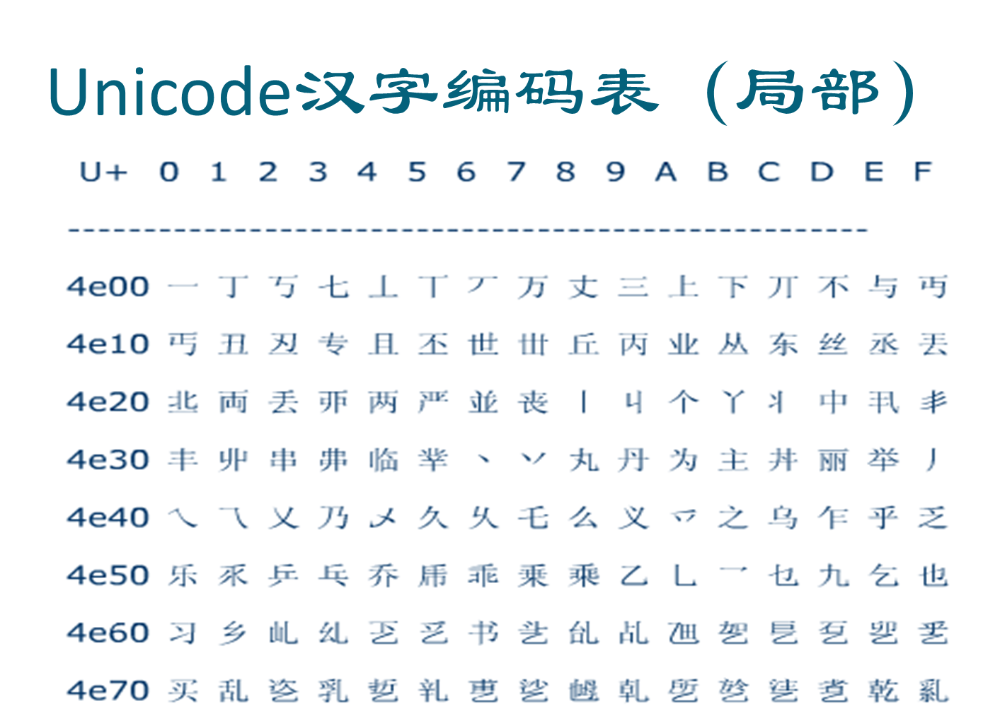 Unicode汉字编码表（局部）
U+ 0 1 2 3 4 5 6 7 8 9 A B C D E F
------------------------------------------------------
4e00 一 丁 丂 七 丄 丅 丆 万 丈 三 上 下 丌 不 与 丏
4e10 丐 丑 丒 专 且 丕 世 丗 丘 丙 业 丛 东 丝 丞 丟
4e20 丠 両 丢 丣 两 严 並 丧 丨 丩 个 丫 丬 中 丮 丯
4e30 丰 丱 串 丳 临 丵 丶 丷 丸 丹 为 主 丼 丽 举 丿
4e40 乀 乁 乂 乃 乄 久 乆 乇 么 义 乊 之 乌 乍 乎 乏
4e50 乐 乑 乒 乓 乔 乕 乖 乗 乘 乙 乚 乛 乜 九 乞 也
4e60 习 乡 乢 乣 乤 乥 书 乧 乨 乩 乪 乫 乬 乭 乮 乯
4e70 买 乱 乲 乳 乴 乵 乶 乷 乸 乹 乺 乻 乼 乽 乾 乿